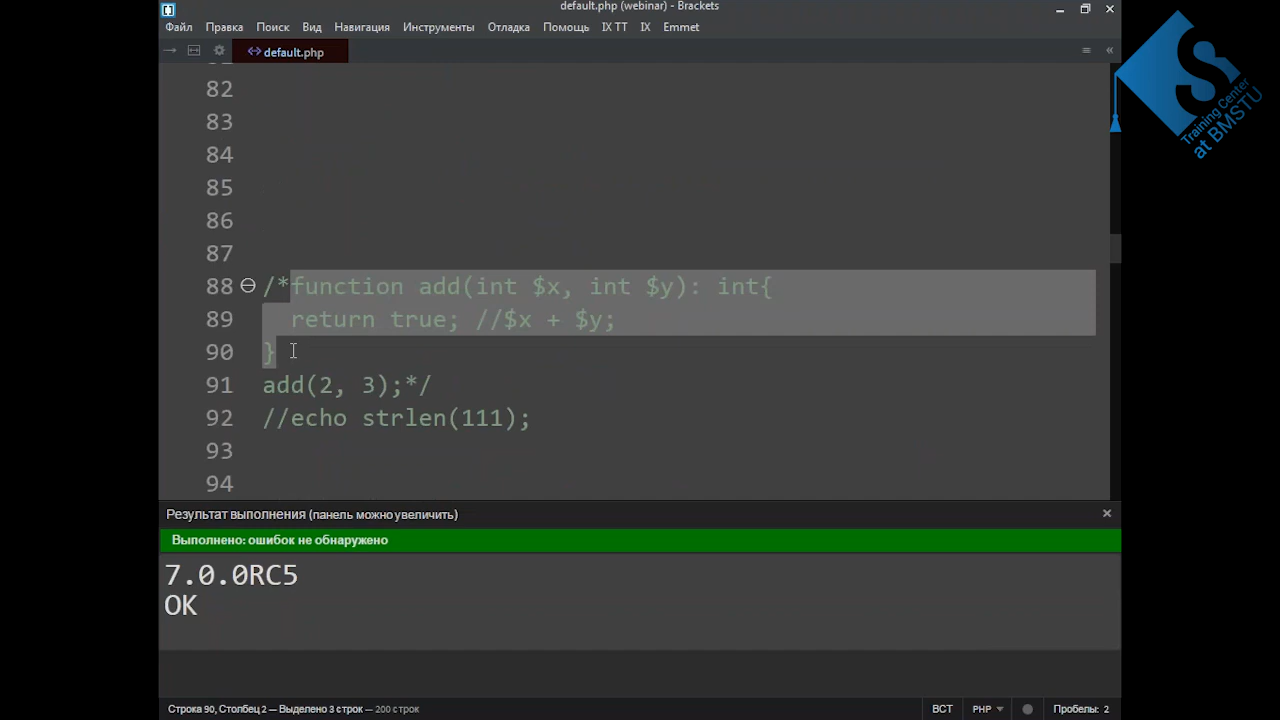 default.php (webinar) - Brackets
Файл Правка Поиск Вид Навигация Инструменты Отладка Помощь IX TT IX Emmet
default.php
82
83
84
85
86
87
88 /*function add(int $x, int $y): int{
89 return true; //$x + $y;
90 }
91 add(2, 3);*/
92 //echo strlen(111);
93
94
Результат выполнения (панель можно увеличить)
Выполнено: ошибок не обнаружено
7.0.0RC5
OK
Строка 90, Столбец 2 — Выделено 3 строк — 200 строк ВСТ PHP Пробелы: 2
S
Training Center
at BMSTU